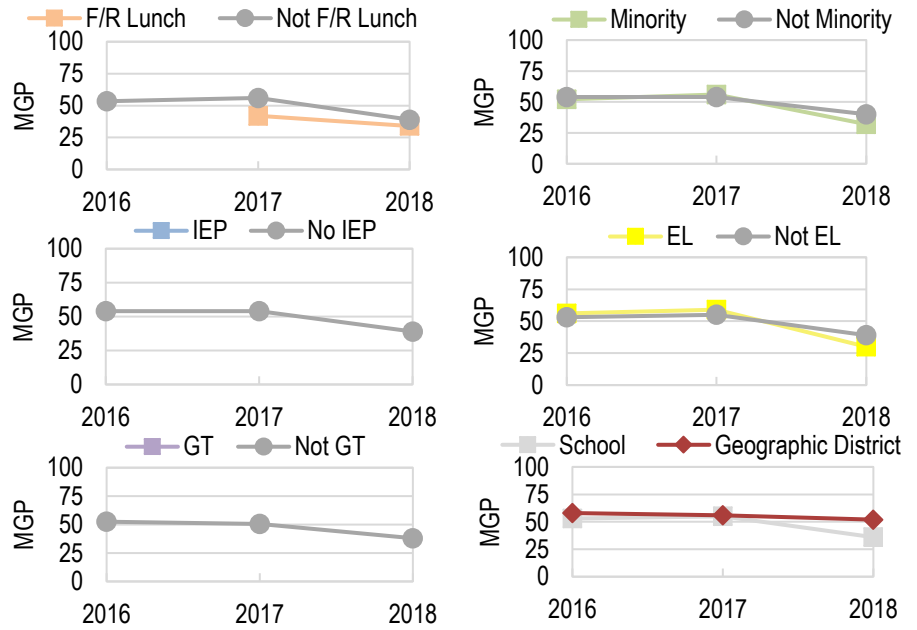 F/R Lunch Not F/R Lunch
100
75
50
25
0
MGP
2016 2017 2018
Minority Not Minority
100
75
50
25
0
MGP
2016 2017 2018
IEP No IEP
100
75
50
25
0
MGP
2016 2017 2018
EL Not EL
100
75
50
25
0
MGP
2016 2017 2018
GT Not GT
100
75
50
25
0
MGP
2016 2017 2018
School Geographic District
100
75
50
25
0
MGP
2016 2017 2018